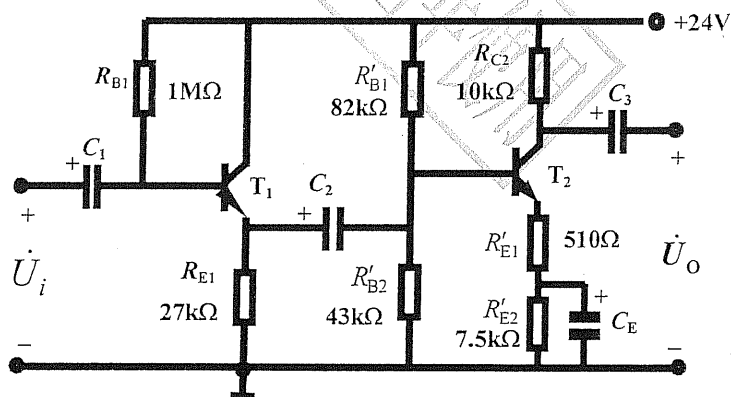 +24V
R_C2
10kΩ
R_B1
1MΩ
R'_B1
82kΩ
C_3
+
+
C_1
+
T_1
C_2
+
T_2
+
+
U̇_i
R_E1
27kΩ
R'_B2
43kΩ
R'_E1
510Ω
U̇_O
R'_E2
7.5kΩ
+
C_E
−
−